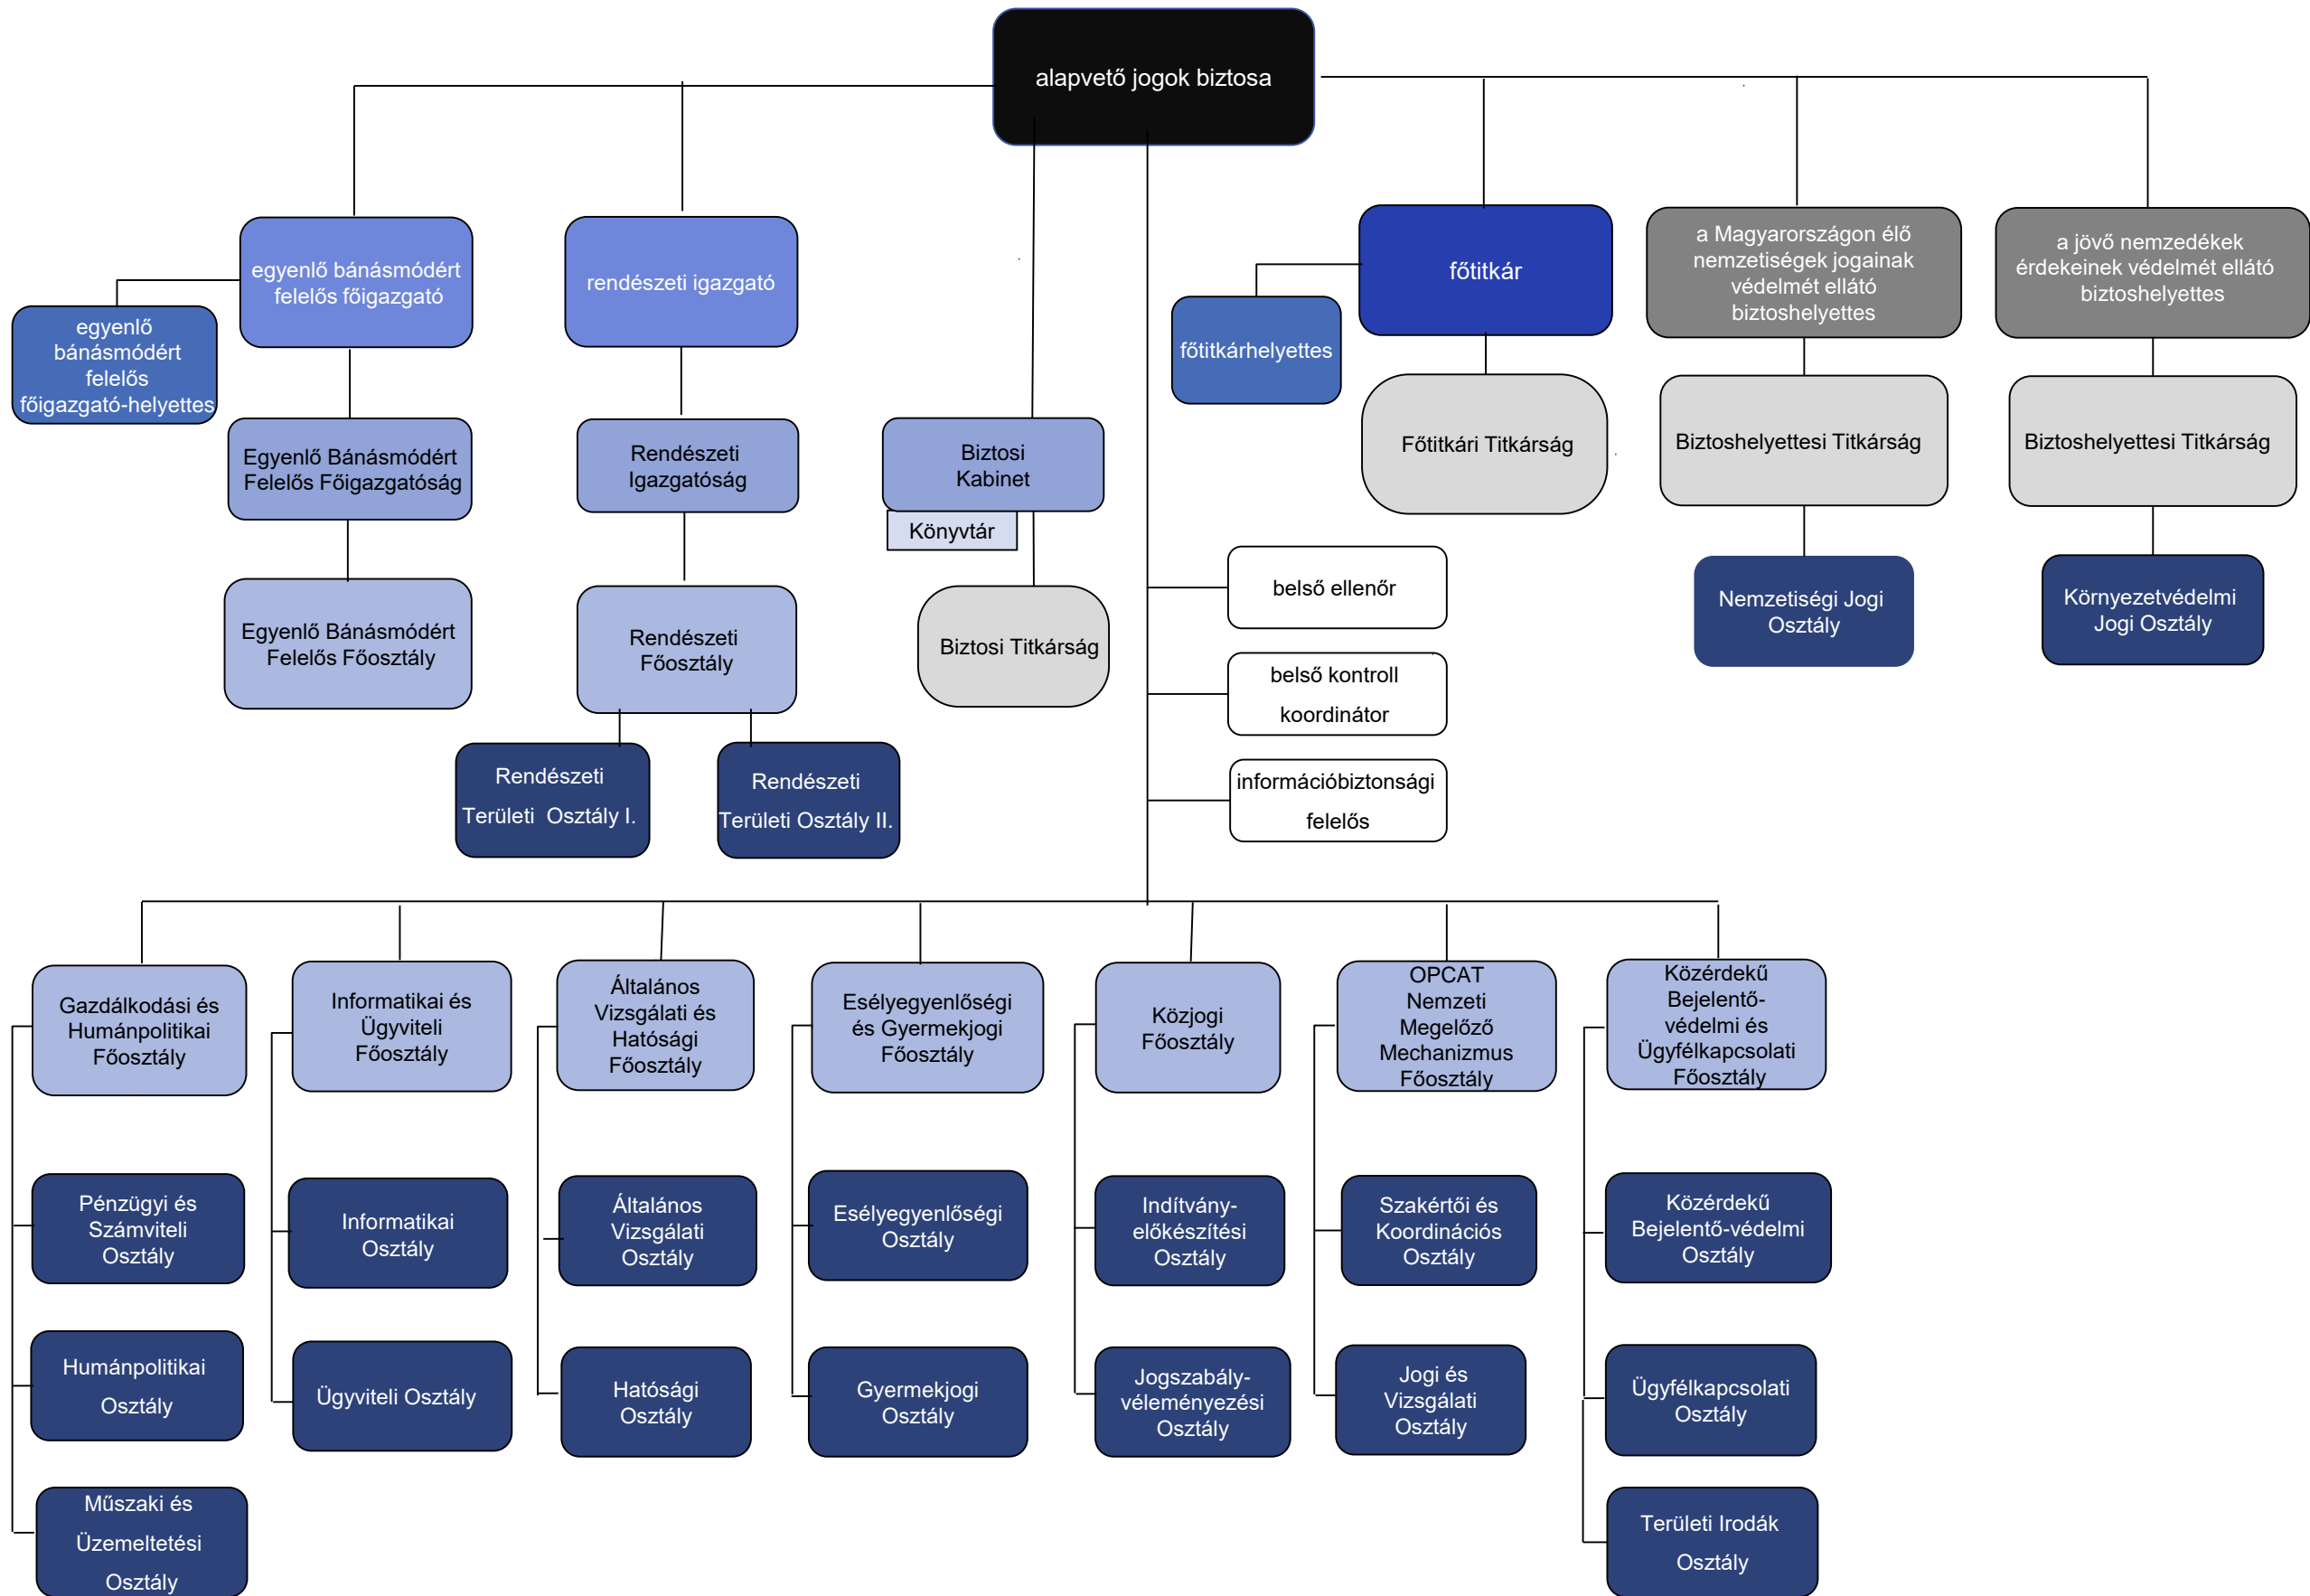 alapvető jogok biztosa
egyenlő bánásmódért
felelős főigazgató
rendészeti igazgató
főtitkár
a Magyarországon élő
nemzetiségek jogainak
védelmét ellátó
biztoshelyettes
a jövő nemzedékek
érdekeinek védelmét ellátó
biztoshelyettes
egyenlő
bánásmódért
felelős
főigazgató-helyettes
főtitkárhelyettes
Egyenlő Bánásmódért
Felelős Főigazgatóság
Rendészeti
Igazgatóság
Biztosi
Kabinet
Könyvtár
Főtitkári Titkárság
Biztoshelyettesi Titkárság
Biztoshelyettesi Titkárság
Egyenlő Bánásmódért
Felelős Főosztály
Rendészeti
Főosztály
Biztosi Titkárság
belső ellenőr
belső kontroll
koordinátor
információbiztonsági
felelős
Nemzetiségi Jogi
Osztály
Környezetvédelmi
Jogi Osztály
Rendészeti
Területi  Osztály I.
Rendészeti
Területi Osztály II.
Gazdálkodási és
Humánpolitikai
Főosztály
Informatikai és
Ügyviteli
Főosztály
Általános
Vizsgálati és
Hatósági
Főosztály
Esélyegyenlőségi
és Gyermekjogi
Főosztály
Közjogi
Főosztály
OPCAT
Nemzeti
Megelőző
Mechanizmus
Főosztály
Közérdekű
Bejelentő-
védelmi és
Ügyfélkapcsolati
Főosztály
Pénzügyi és
Számviteli
Osztály
Informatikai
Osztály
Általános
Vizsgálati
Osztály
Esélyegyenlőségi
Osztály
Indítvány-
előkészítési
Osztály
Szakértői és
Koordinációs
Osztály
Közérdekű
Bejelentő-védelmi
Osztály
Humánpolitikai
Osztály
Ügyviteli Osztály
Hatósági
Osztály
Gyermekjogi
Osztály
Jogszabály-
véleményezési
Osztály
Jogi és
Vizsgálati
Osztály
Ügyfélkapcsolati
Osztály
Műszaki és
Üzemeltetési
Osztály
Területi Irodák
Osztály